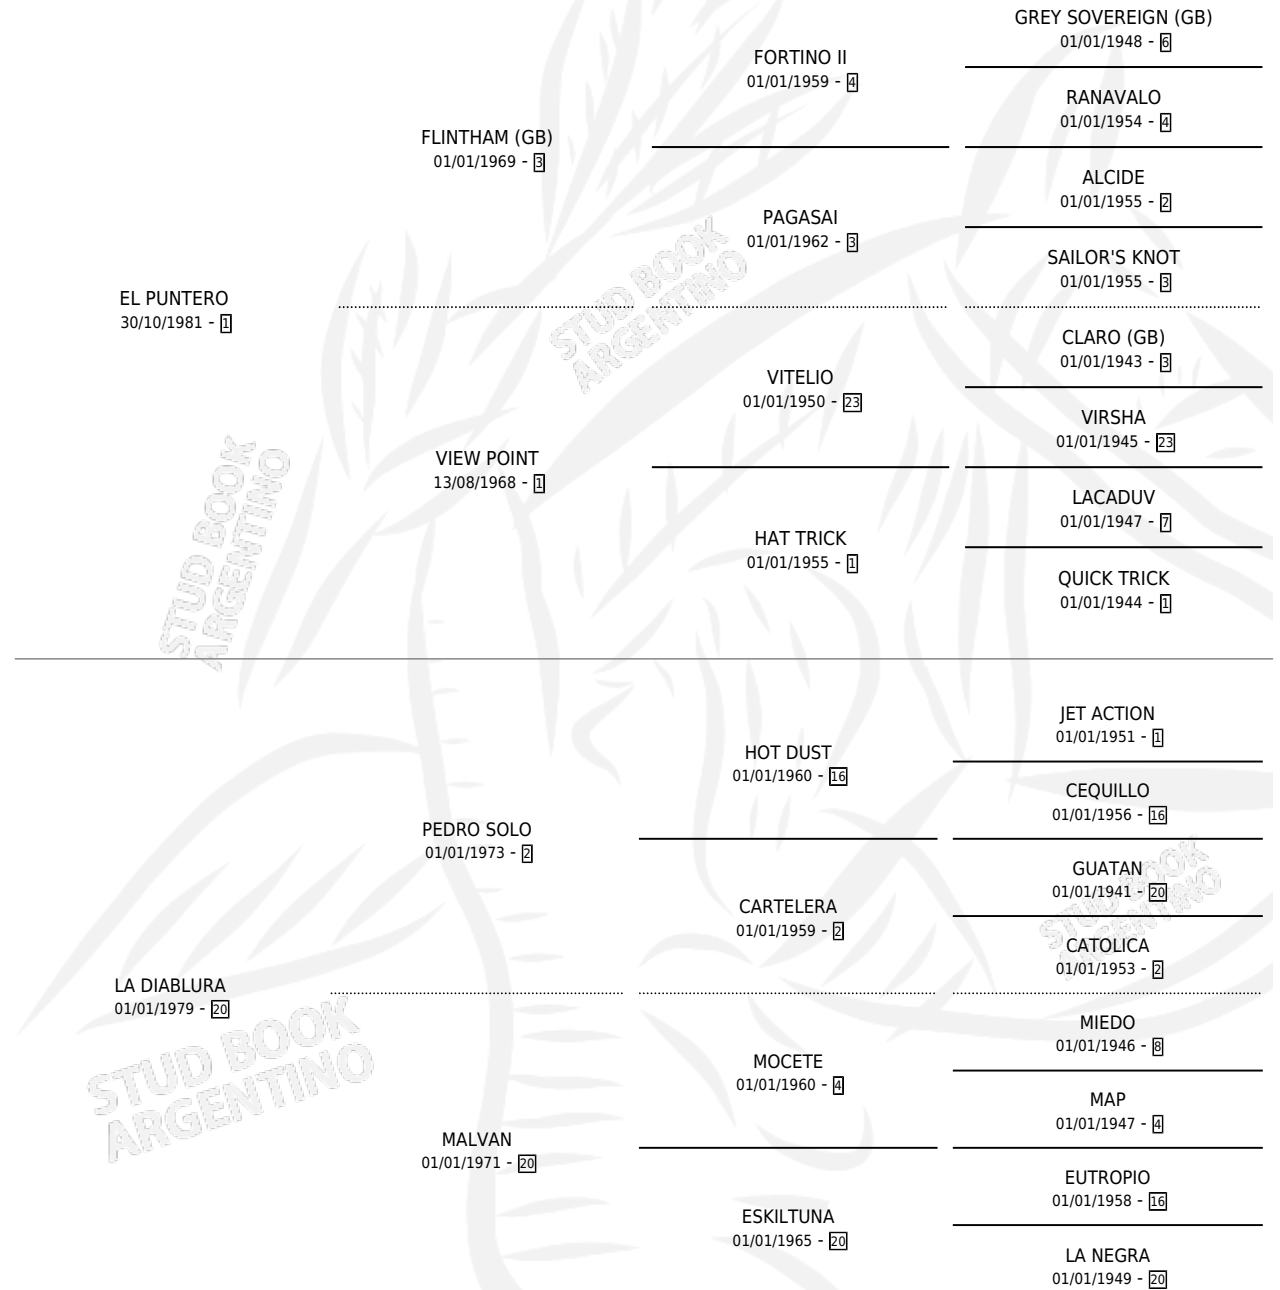 GREY SOVEREIGN (GB)
01/01/1948 - 6
FORTINO II
01/01/1959 - 4
RANAVALO
01/01/1954 - 4
FLINTHAM (GB)
01/01/1969 - 3
ALCIDE
01/01/1955 - 2
PAGASAI
01/01/1962 - 3
SAILOR'S KNOT
01/01/1955 - 3
EL PUNTERO
30/10/1981 - 1
CLARO (GB)
01/01/1943 - 3
VITELIO
01/01/1950 - 23
VIRSHA
01/01/1945 - 23
VIEW POINT
13/08/1968 - 1
LACADUV
01/01/1947 - 7
HAT TRICK
01/01/1955 - 1
QUICK TRICK
01/01/1944 - 1
JET ACTION
01/01/1951 - 1
HOT DUST
01/01/1960 - 16
CEQUILLO
01/01/1956 - 16
PEDRO SOLO
01/01/1973 - 2
GUATAN
01/01/1941 - 20
CARTELERA
01/01/1959 - 2
CATOLICA
01/01/1953 - 2
LA DIABLURA
01/01/1979 - 20
MIEDO
01/01/1946 - 8
MOCETE
01/01/1960 - 4
MAP
01/01/1947 - 4
MALVAN
01/01/1971 - 20
EUTROPIO
01/01/1958 - 16
ESKILTUNA
01/01/1965 - 20
LA NEGRA
01/01/1949 - 20
STUD BOOK
ARGENTINO
STUD BOOK
ARGENTINO
STUD BOOK
ARGENTINO
STUD BOOK
ARGENTINO